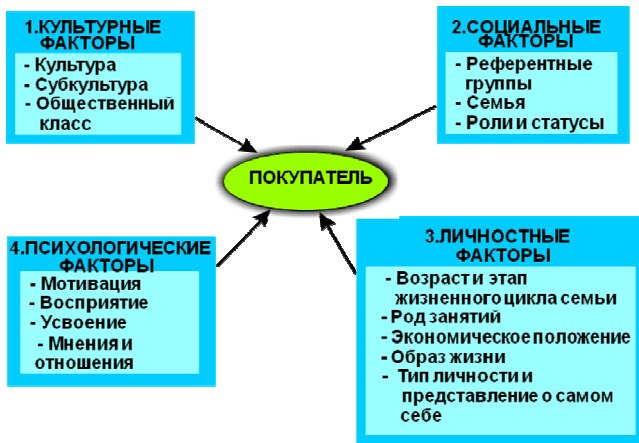 1.КУЛЬТУРНЫЕ
ФАКТОРЫ
- Культура
- Субкультура
- Общественный
класс
2.СОЦИАЛЬНЫЕ
ФАКТОРЫ
- Референтные
группы
- Семья
- Роли и статусы
ПОКУПАТЕЛЬ
3.ЛИЧНОСТНЫЕ
ФАКТОРЫ
- Возраст и этап
жизненного цикла семьи
- Род занятий
- Экономическое положение
- Образ жизни
- Тип личности и
представление о самом
себе
4.ПСИХОЛОГИЧЕСКИЕ
ФАКТОРЫ
- Мотивация
- Восприятие
- Усвоение
- Мнения и
отношения